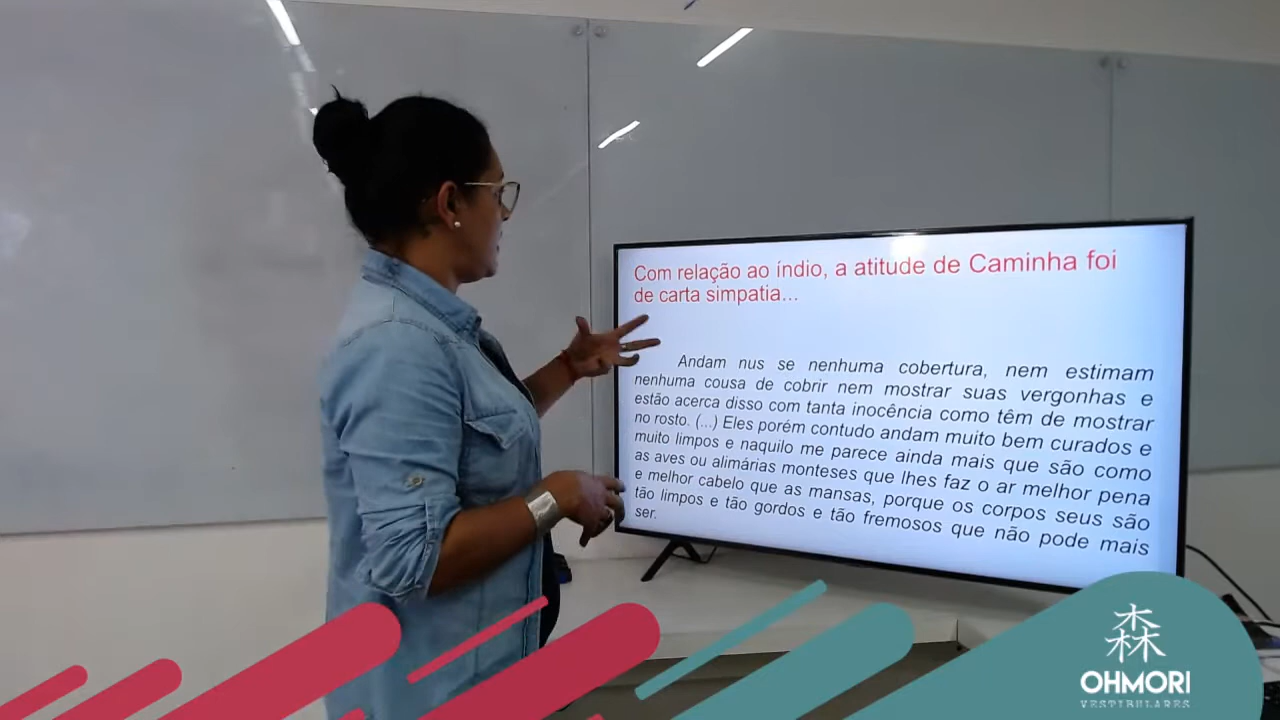 Com relação ao índio, a atitude de Caminha foi
de carta simpatia...
Andam nus se nenhuma cobertura, nem estimam
nenhuma cousa de cobrir nem mostrar suas vergonhas e
estão acerca disso com tanta inocência como têm de mostrar
no rosto. (...) Eles porém contudo andam muito bem curados e
muito limpos e naquilo me parece ainda mais que são como
as aves ou alimárias monteses que lhes faz o ar melhor pena
e melhor cabelo que as mansas, porque os corpos seus são
tão limpos e tão gordos e tão fremosos que não pode mais
ser.
森
OHMORI
VESTIBULARES